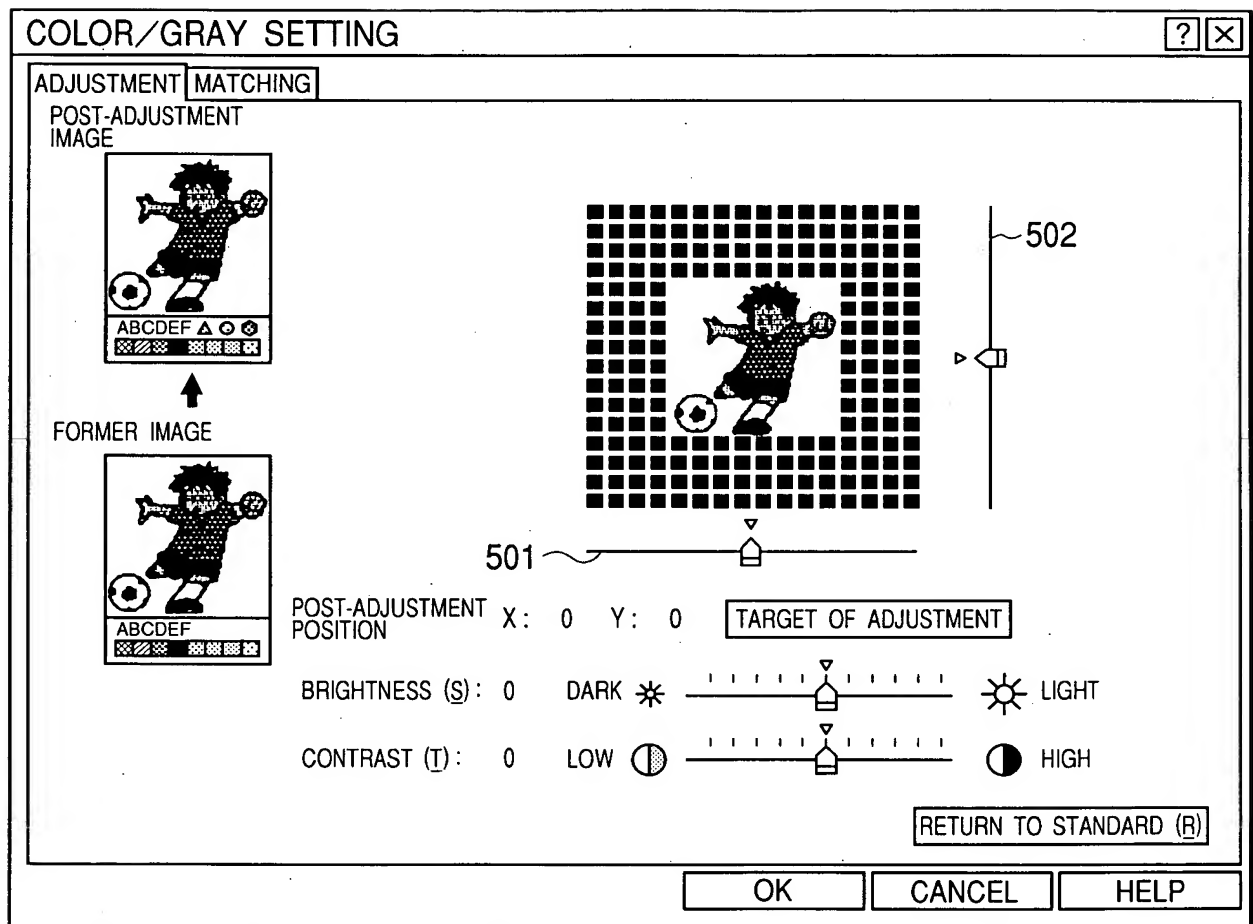 COLOR/GRAY SETTING ? ×
ADJUSTMENT MATCHING
POST-ADJUSTMENT
IMAGE
ABCDEF
FORMER IMAGE
ABCDEF
502
501
POST-ADJUSTMENT
POSITION
X: 0 Y: 0 TARGET OF ADJUSTMENT
BRIGHTNESS (S): 0 DARK LIGHT
CONTRAST (T): 0 LOW HIGH
RETURN TO STANDARD (R)
OK CANCEL HELP